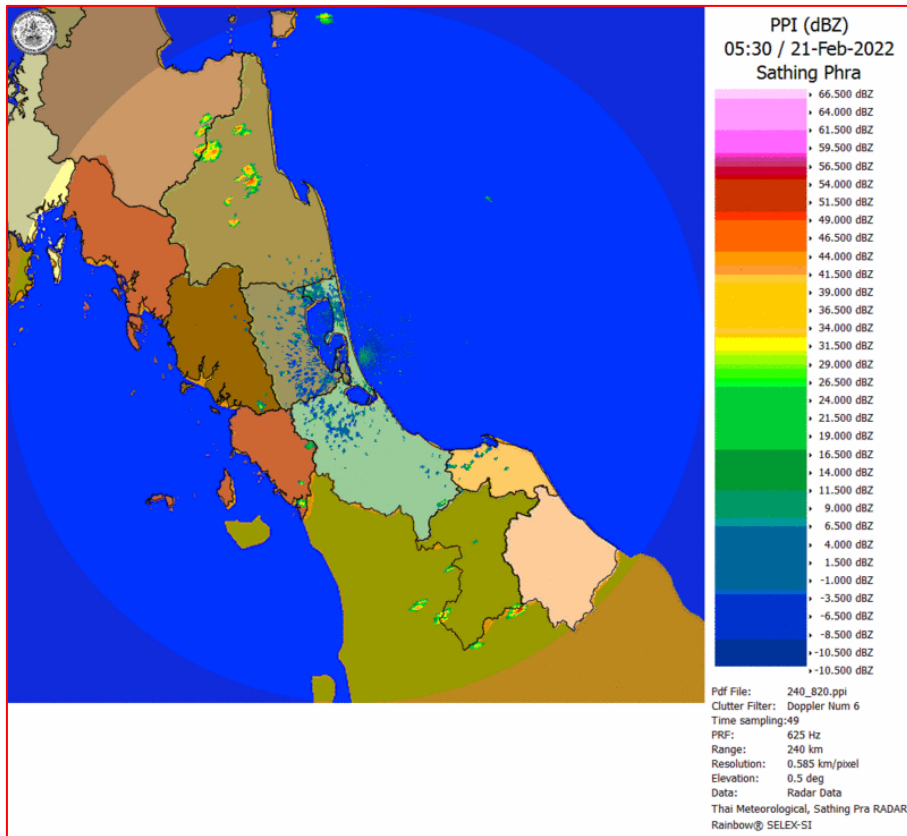 PPI (dBZ)
05:30 / 21-Feb-2022
Sathing Phra
66.500 dBZ
64.000 dBZ
61.500 dBZ
59.500 dBZ
56.500 dBZ
54.000 dBZ
51.500 dBZ
49.000 dBZ
46.500 dBZ
44.000 dBZ
41.500 dBZ
39.000 dBZ
36.500 dBZ
34.000 dBZ
31.500 dBZ
29.000 dBZ
26.500 dBZ
24.000 dBZ
21.500 dBZ
19.000 dBZ
16.500 dBZ
14.000 dBZ
11.500 dBZ
9.000 dBZ
6.500 dBZ
4.000 dBZ
1.500 dBZ
-1.000 dBZ
-3.500 dBZ
-6.500 dBZ
-8.500 dBZ
-10.500 dBZ
-10.500 dBZ
Pdf File: 240_820.ppi
Clutter Filter: Doppler Num 6
Time sampling:49
PRF: 625 Hz
Range: 240 km
Resolution: 0.585 km/pixel
Elevation: 0.5 deg
Data: Radar Data
Thai Meteorological, Sathing Pra RADAR
Rainbow® SELEX-SI